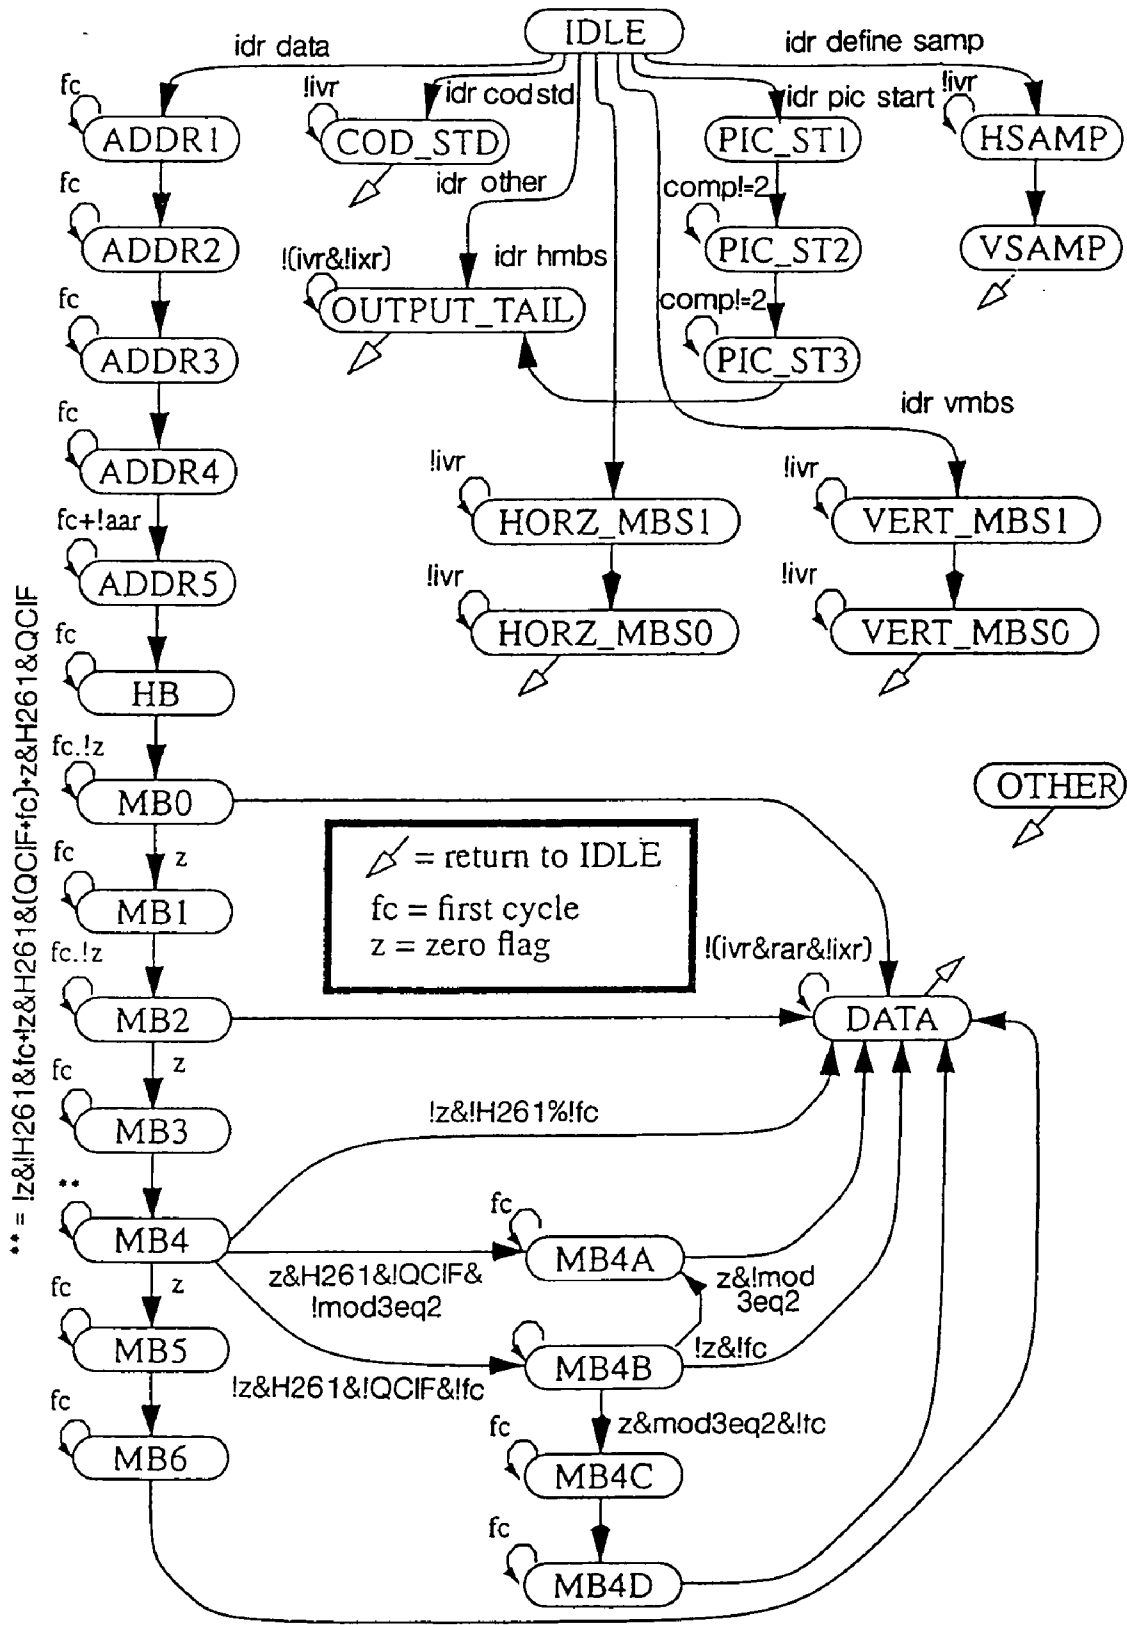 IDLE
idr data
idr define samp
fc
!ivr
idr cod std
idr pic start
!ivr
ADDR1
COD_STD
PIC_ST1
HSAMP
fc
idr other
comp!=2
ADDR2
PIC_ST2
VSAMP
!(ivr&!ixr)
idr hmbs
fc
OUTPUT_TAIL
comp!=2
ADDR3
PIC_ST3
fc
idr vmbs
ADDR4
!ivr
!ivr
fc+!aar
HORZ_MBS1
VERT_MBS1
ADDR5
!ivr
!ivr
fc
HORZ_MBS0
VERT_MBS0
HB
fc.!z
OTHER
MB0
z
= return to IDLE
fc = first cycle
z = zero flag
fc
MB1
fc.!z
!(ivr&rar&!ixr)
MB2
DATA
z
fc
!z&!H261%!fc
MB3
**
fc
MB4
MB4A
z&H261&!QCIF&
!mod3eq2
z&!mod
3eq2
z
fc
MB5
MB4B
!z&!fc
!z&H261&!QCIF&!fc
z&mod3eq2&!fc
fc
fc
MB6
MB4C
fc
MB4D
** = !z&!H261&fc+!z&H261&(QCIF+fc)+z&H261&QCIF